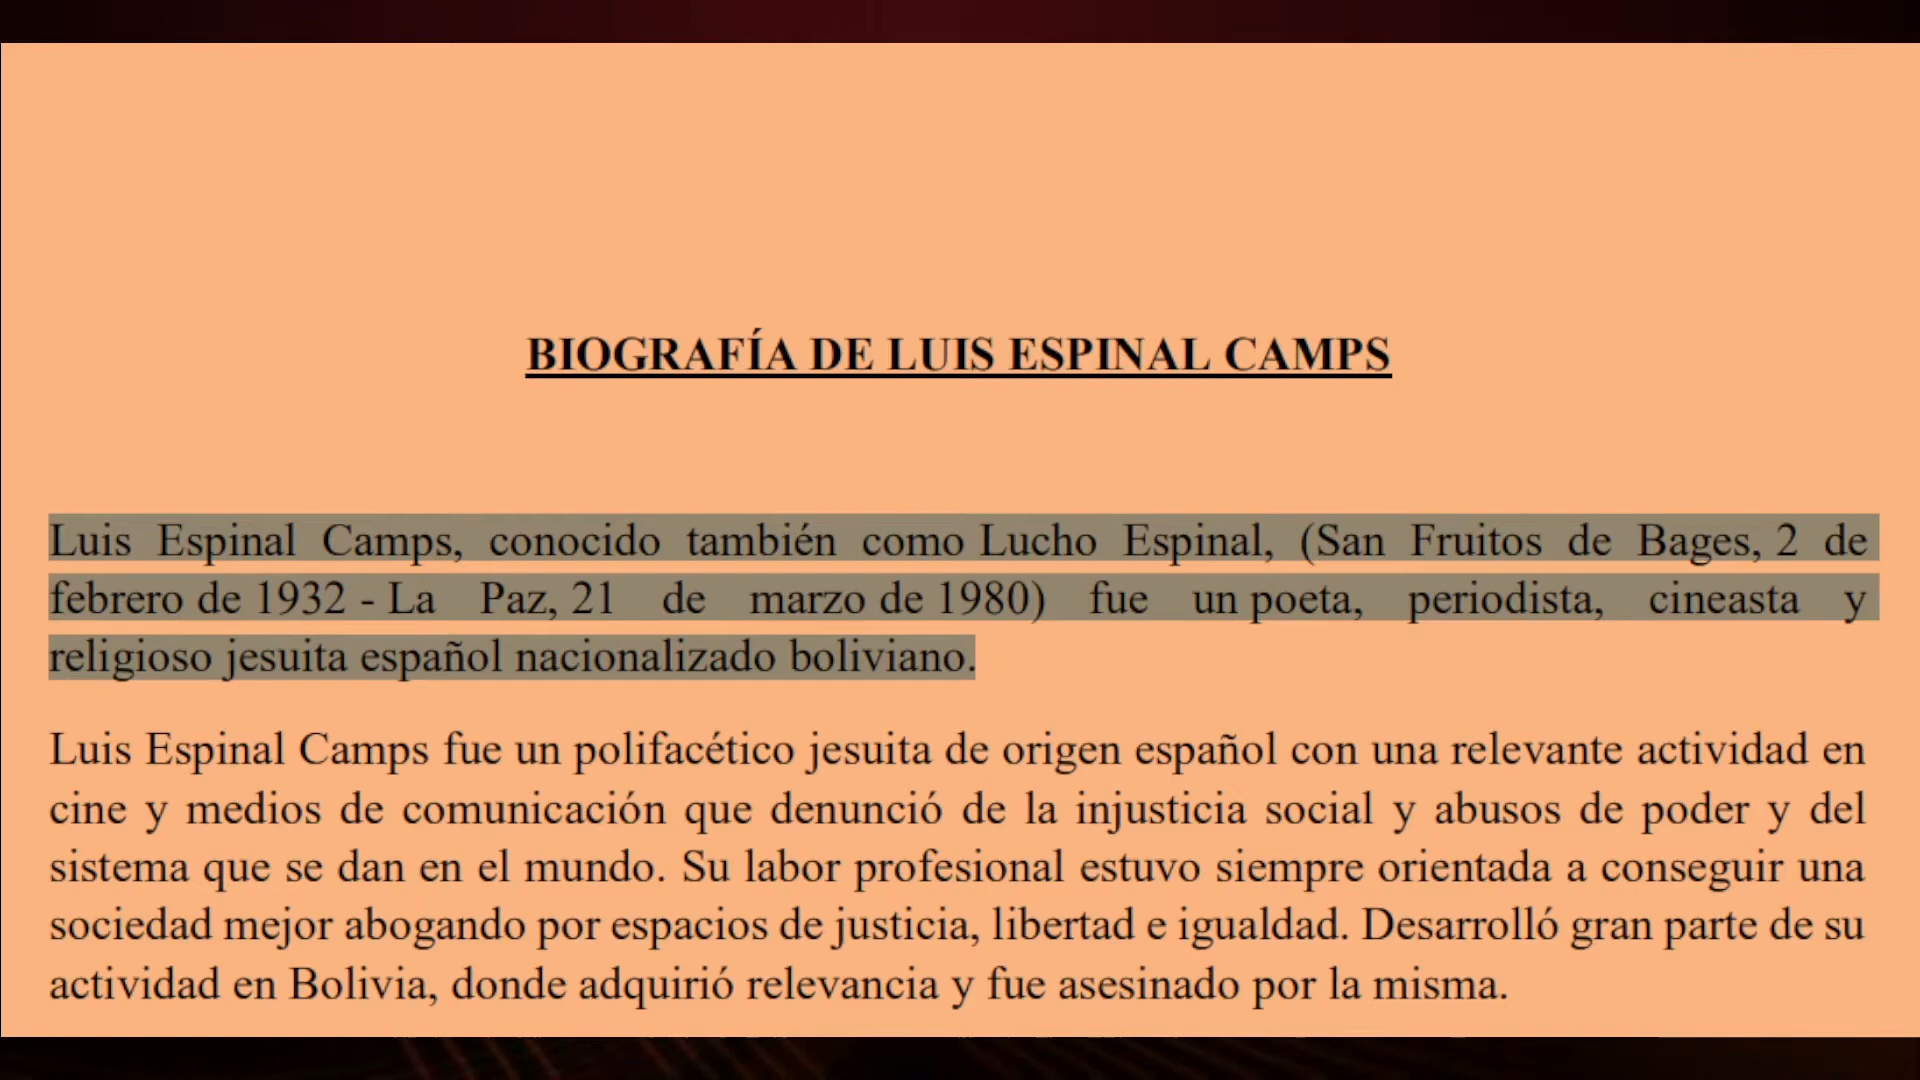 BIOGRAFÍA DE LUIS ESPINAL CAMPS
Luis Espinal Camps, conocido también como Lucho Espinal, (San Fruitos de Bages, 2 de
febrero de 1932 - La Paz, 21 de marzo de 1980) fue un poeta, periodista, cineasta y
religioso jesuita español nacionalizado boliviano.
Luis Espinal Camps fue un polifacético jesuita de origen español con una relevante actividad en
cine y medios de comunicación que denunció de la injusticia social y abusos de poder y del
sistema que se dan en el mundo. Su labor profesional estuvo siempre orientada a conseguir una
sociedad mejor abogando por espacios de justicia, libertad e igualdad. Desarrolló gran parte de su
actividad en Bolivia, donde adquirió relevancia y fue asesinado por la misma.